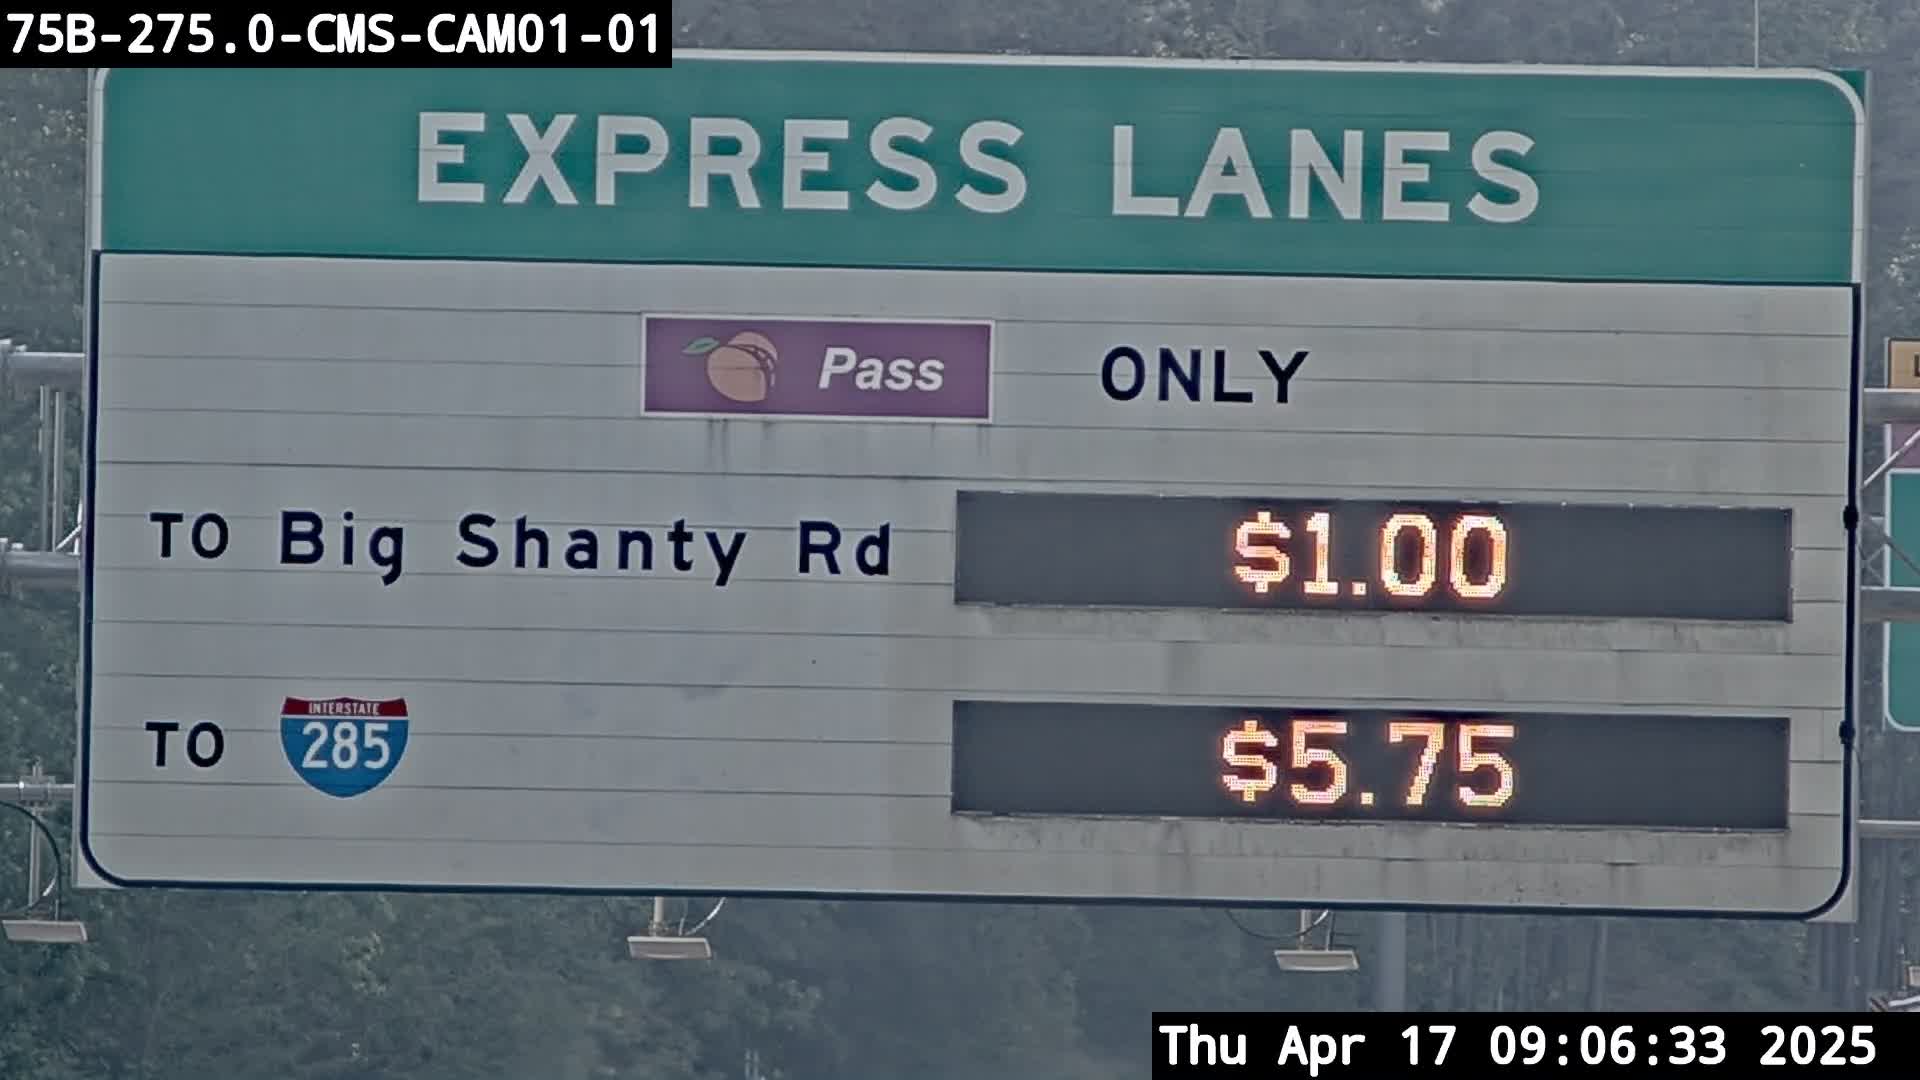 75B-275.0-CMS-CAM01-01
EXPRESS LANES
Pass ONLY
TO Big Shanty Rd $1.00
INTERSTATE
TO 285 $5.75
Thu Apr 17 09:06:33 2025